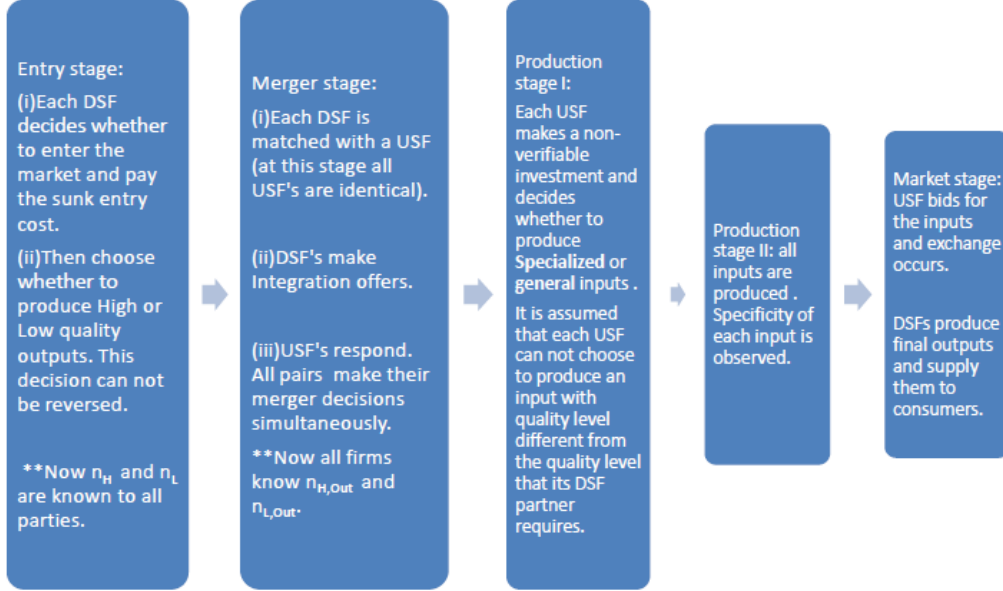 Entry stage:
(i)Each DSF
decides whether
to enter the
market and pay
the sunk entry
cost.
(ii)Then choose
whether to
produce High or
Low quality
outputs. This
decision can not
be reversed.
**Now n_H and n_L
are known to all
parties.
Merger stage:
(i)Each DSF is
matched with a USF
(at this stage all
USF's are identical).
(ii)DSF's make
Integration offers.
(iii)USF's respond.
All pairs make their
merger decisions
simultaneously.
**Now all firms
know n_H,Out and
n_L,Out.
Production
stage I:
Each USF
makes a non-
verifiable
investment and
decides
whether to
produce
Specialized or
general inputs .
It is assumed
that each USF
can not choose
to produce an
input with
quality level
different from
the quality level
that its DSF
partner
requires.
Production
stage II: all
inputs are
produced .
Specificity of
each input is
observed.
Market stage:
USF bids for
the inputs
and exchange
occurs.
DSFs produce
final outputs
and supply
them to
consumers.